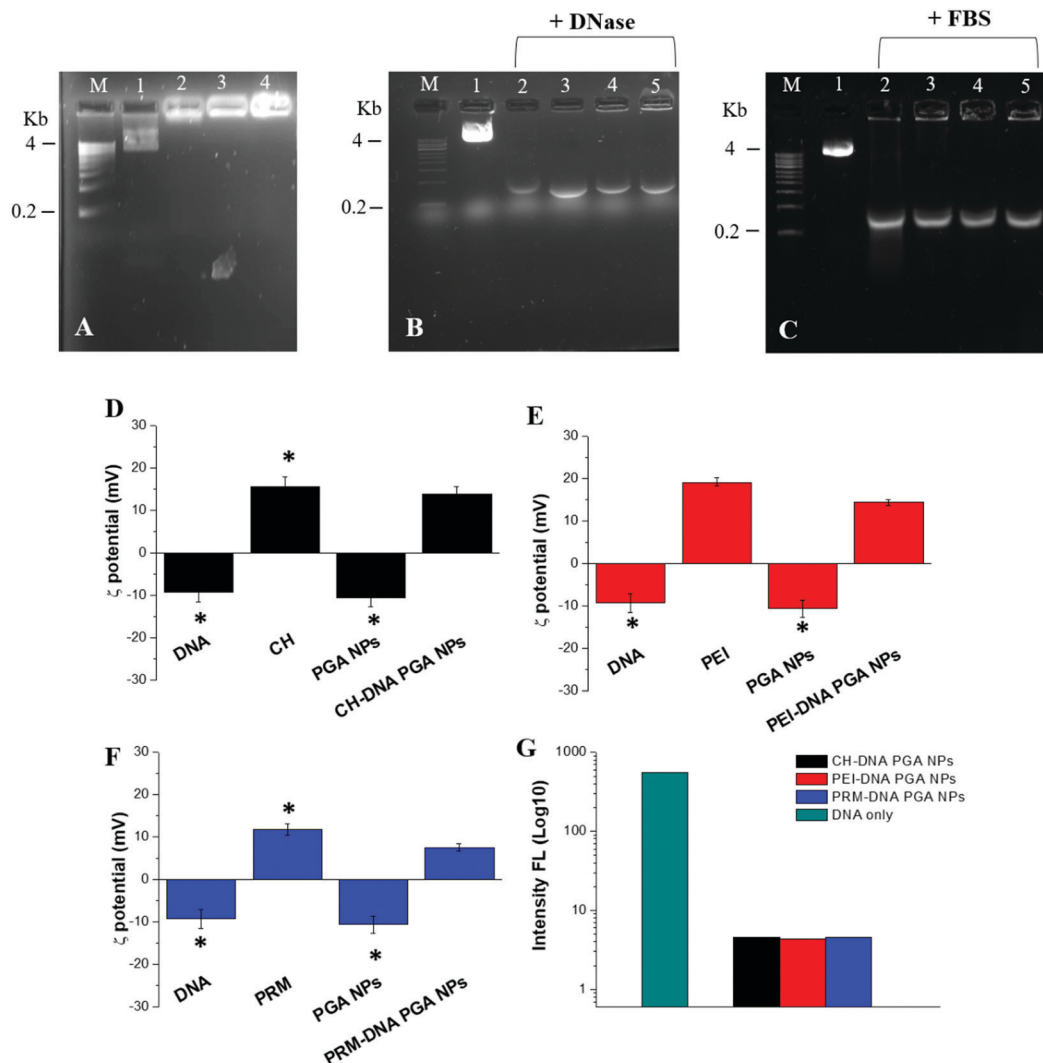 + DNase
+ FBS
M 1 2 3 4
Kb
4
0.2
A
M 1 2 3 4 5
Kb
4
0.2
B
M 1 2 3 4 5
Kb
4
0.2
C
D
30
20
10
0
-10
-20
-30
ζ potential (mV)
*
*
*
DNA
CH
PGA NPs
CH-DNA PGA NPs
E
30
20
10
0
-10
-20
-30
ζ potential (mV)
*
*
DNA
PEI
PGA NPs
PEI-DNA PGA NPs
F
30
20
10
0
-10
-20
-30
ζ potential (mV)
*
*
*
DNA
PRM
PGA NPs
PRM-DNA PGA NPs
G
1000
100
10
1
Intensity FL (Log10)
CH-DNA PGA NPs
PEI-DNA PGA NPs
PRM-DNA PGA NPs
DNA only